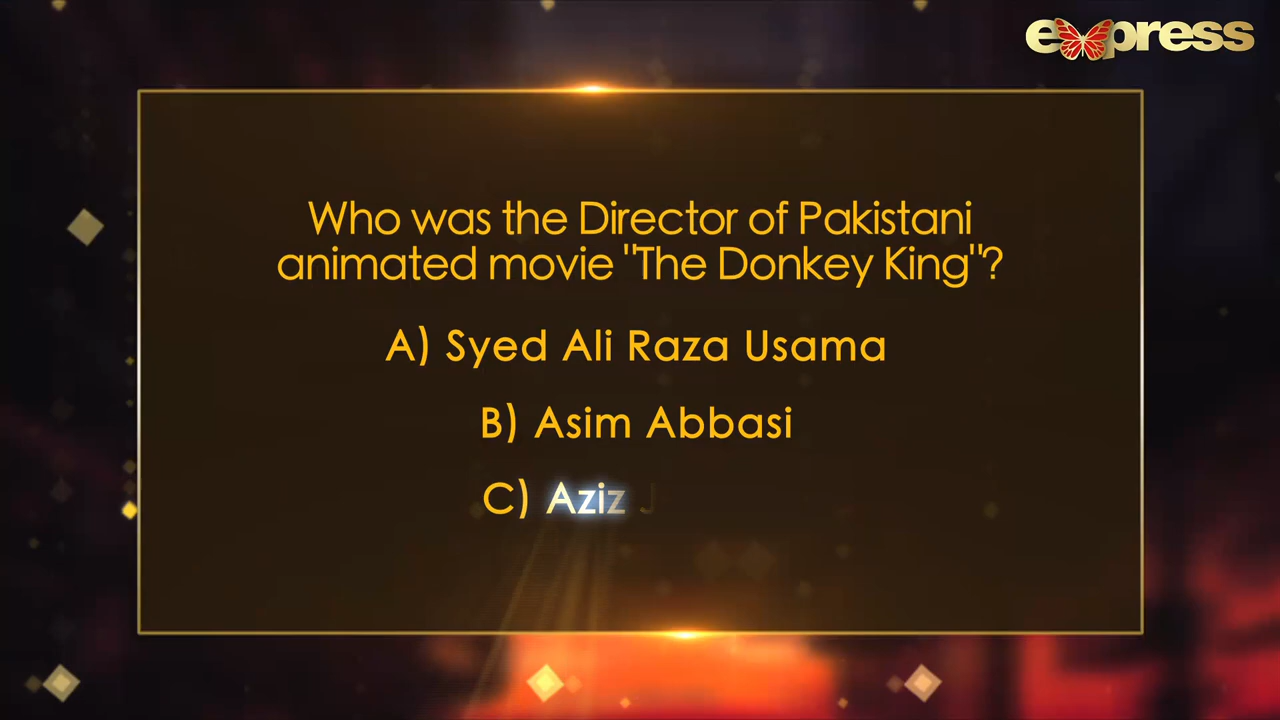 express
Who was the Director of Pakistani
animated movie "The Donkey King"?
A) Syed Ali Raza Usama
B) Asim Abbasi
C) Aziz J